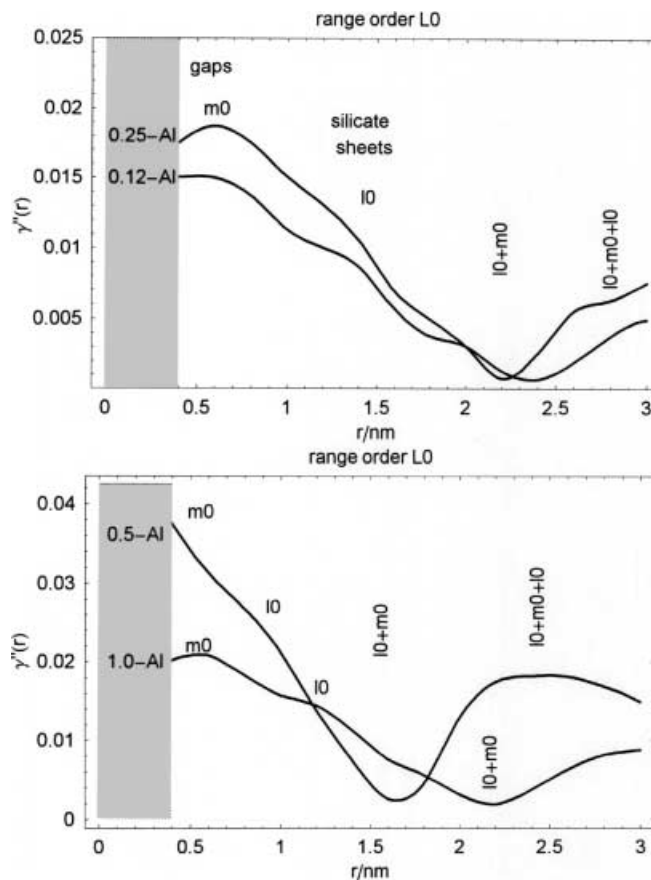 range order L0
0.025
gaps
0.02
m0
0.25–Al
silicate
sheets
0.015
0.12–Al
l0
γ"(r)
0.01
l0+m0
l0+m0+l0
0.005
0 0.5 1 1.5 2 2.5 3
r/nm
range order L0
0.04
m0
0.5–Al
0.03
l0
l0+m0
l0+m0+l0
γ"(r)
0.02
m0
1.0–Al
l0
0.01
l0+m0
0
0 0.5 1 1.5 2 2.5 3
r/nm